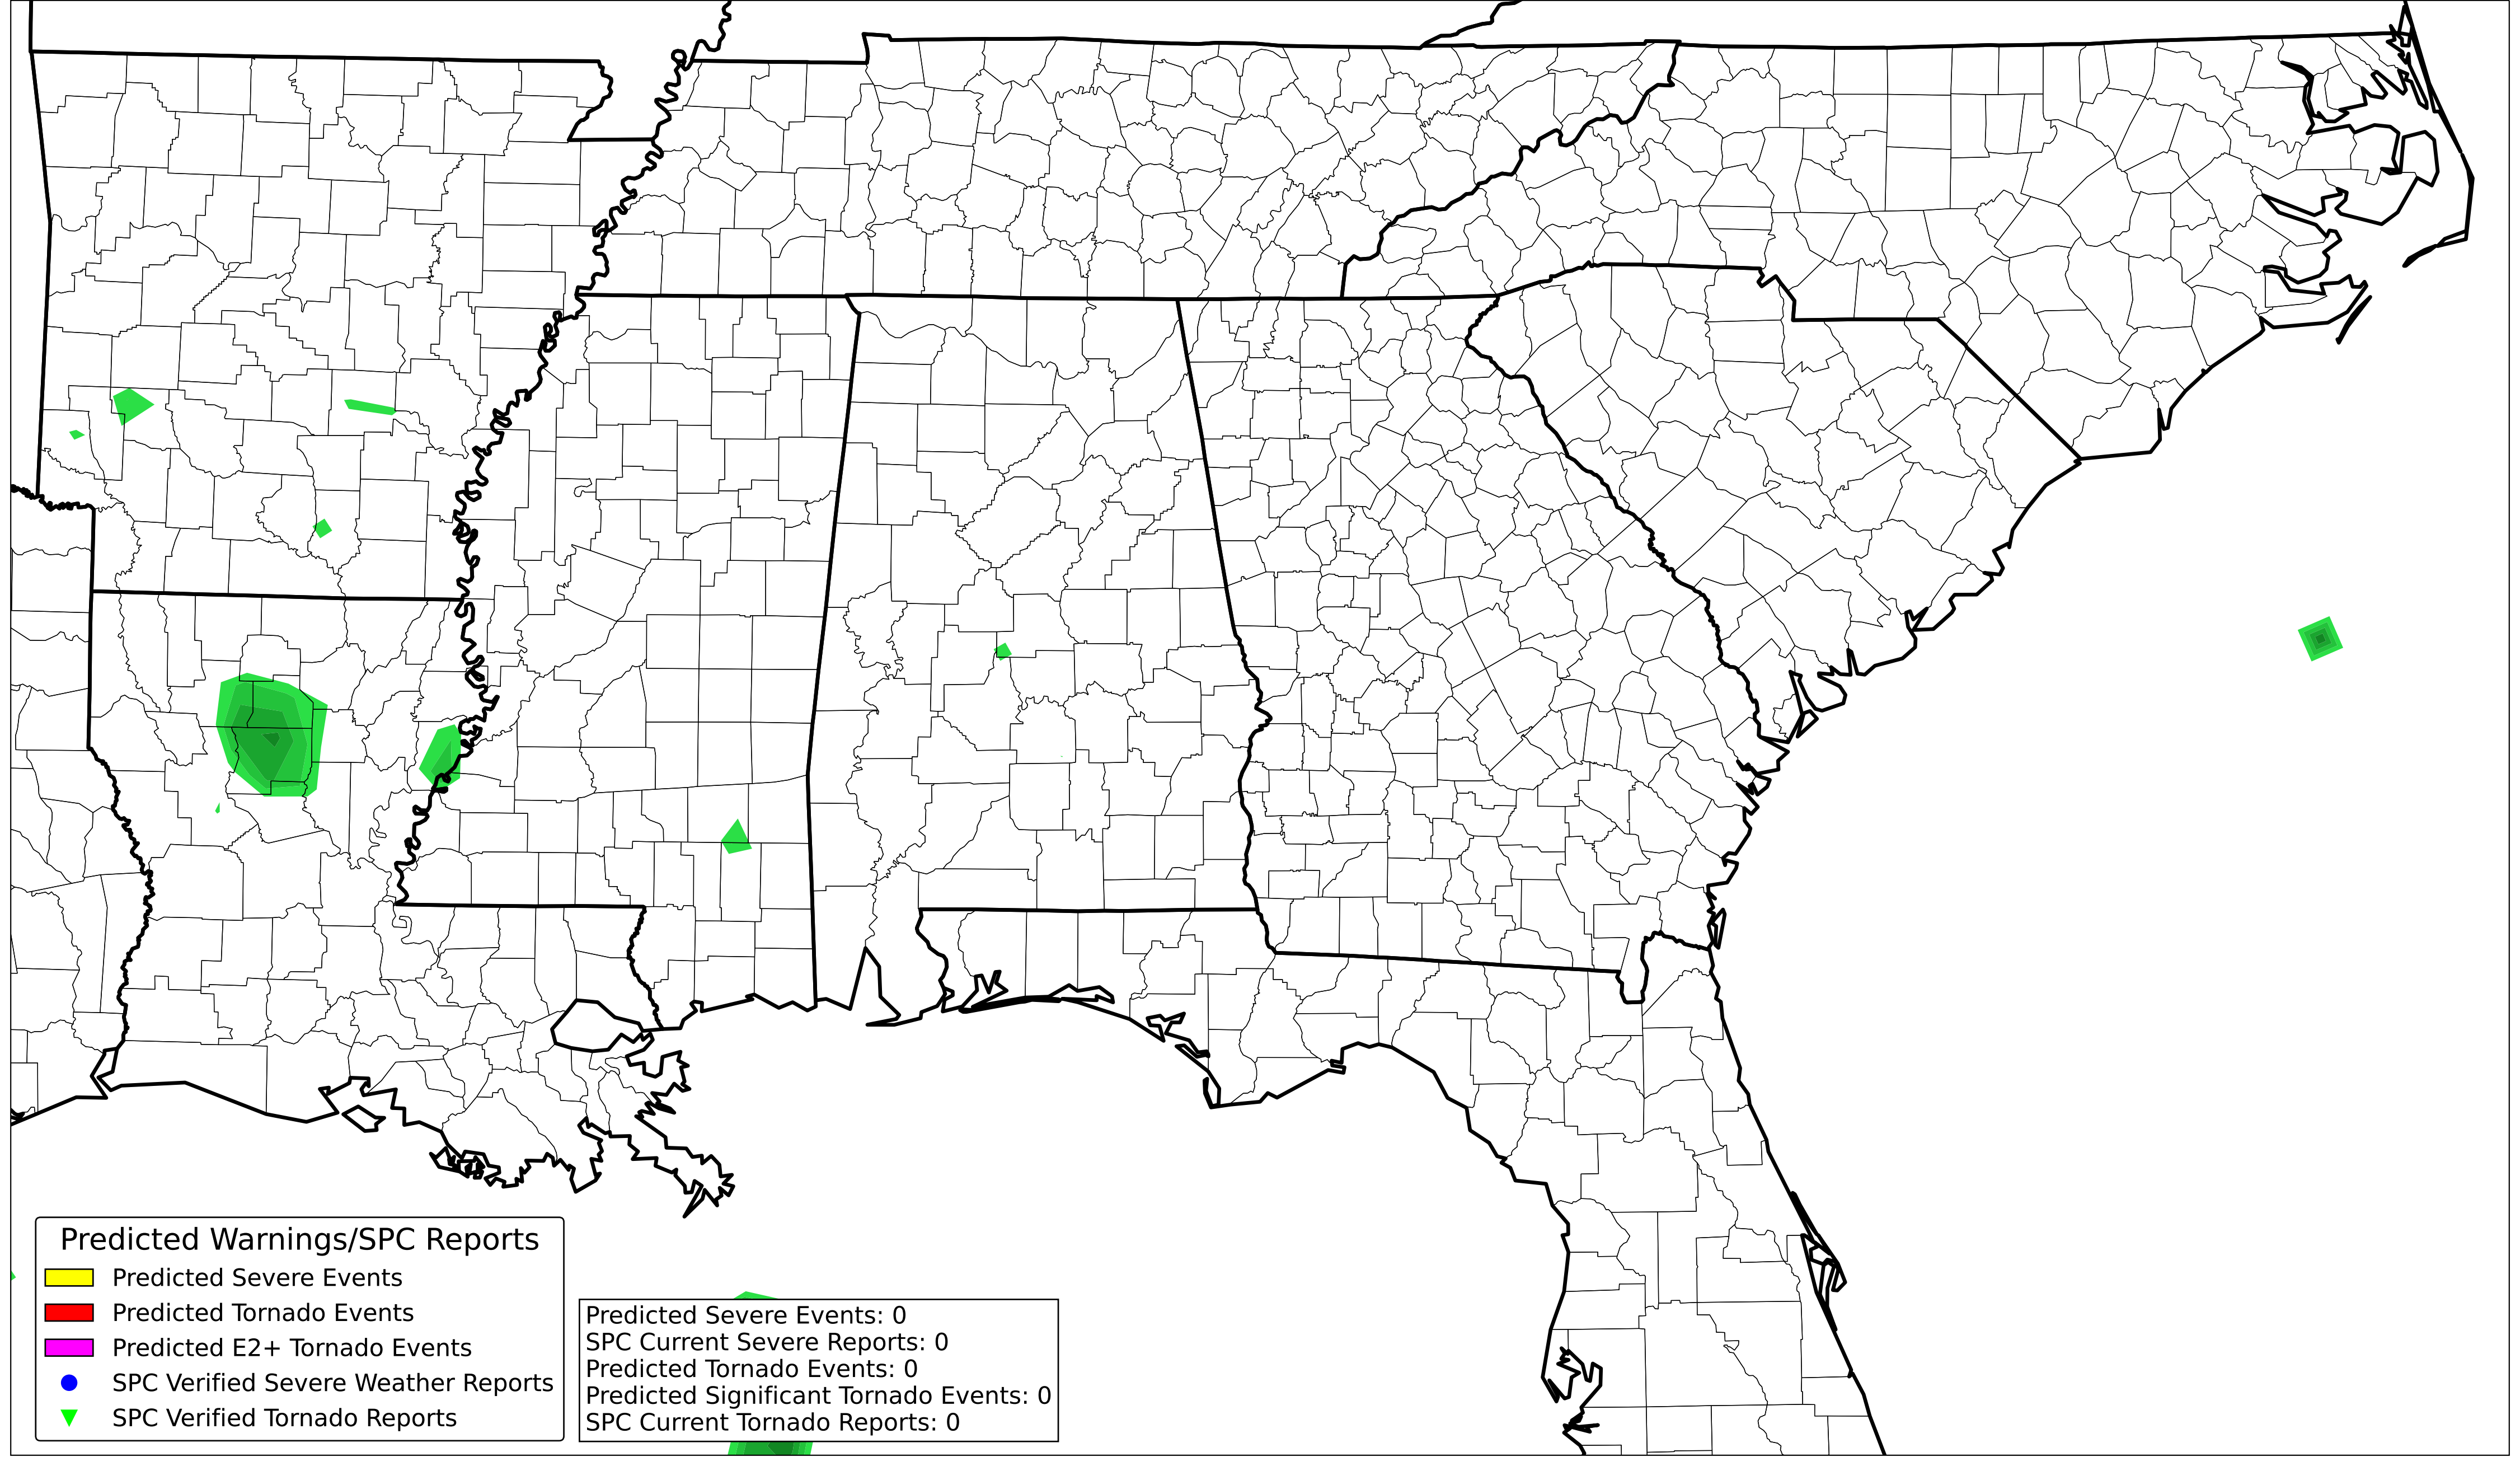 Predicted Warnings/SPC Reports
Predicted Severe Events
Predicted Tornado Events
Predicted E2+ Tornado Events
SPC Verified Severe Weather Reports
SPC Verified Tornado Reports
Predicted Severe Events: 0
SPC Current Severe Reports: 0
Predicted Tornado Events: 0
Predicted Significant Tornado Events: 0
SPC Current Tornado Reports: 0